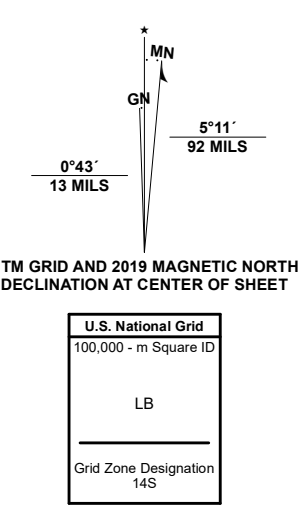 MN
GN
5°11´
92 MILS
0°43´
13 MILS
TM GRID AND 2019 MAGNETIC NORTH
DECLINATION AT CENTER OF SHEET
U.S. National Grid
100,000 - m Square ID
LB
Grid Zone Designation
14S